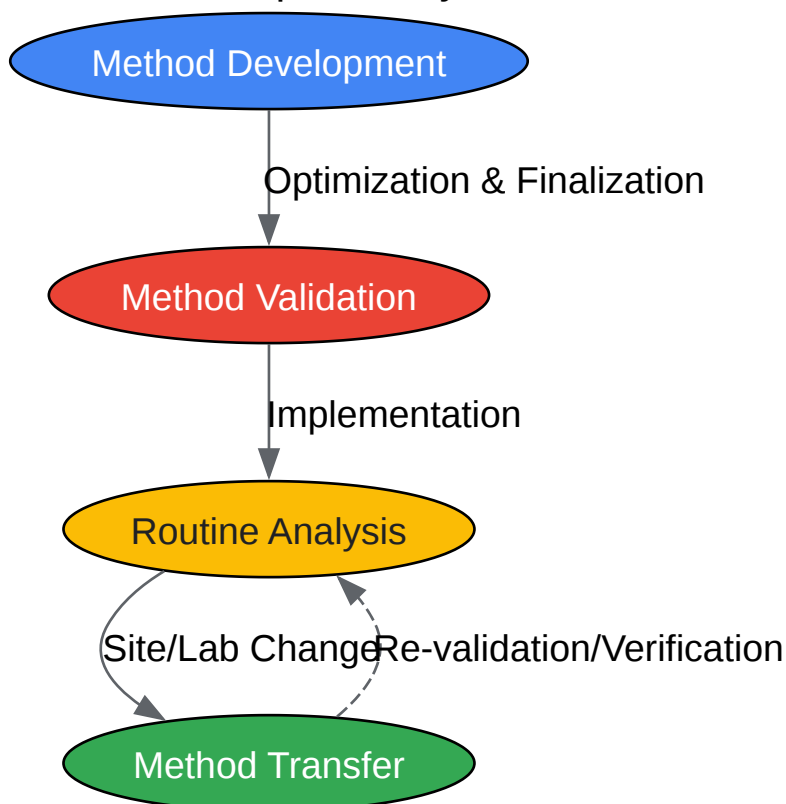 Method Development
Optimization & Finalization
Method Validation
Implementation
Routine Analysis
Site/Lab Change
Re-validation/Verification
Method Transfer